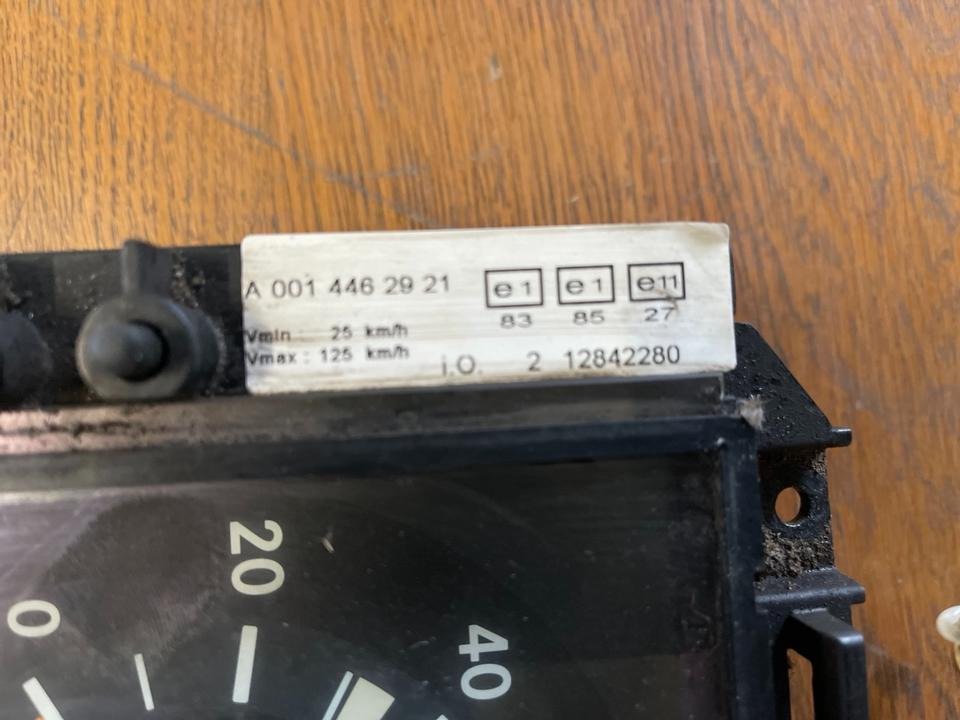 A 001 446 29 21 e1 e1 e11
83 85 27
Vmin : 25 km/h
Vmax : 125 km/h
i.O. 2 12842280
0 20 40